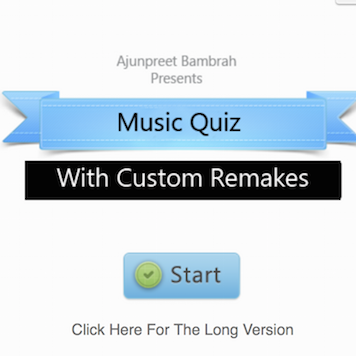 Ajunpreet Bambrah
Presents
Music Quiz
With Custom Remakes
Start
Click Here For The Long Version